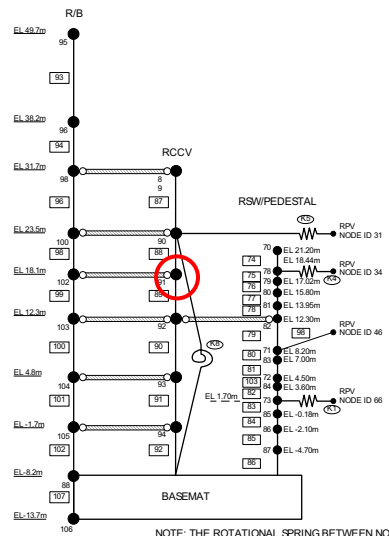 R/B
EL 49.7m
95
93
EL 38.2m
96
94
RCCV
EL 31.7m
98
8
9
96
87
RSW/PEDESTAL
K5
RPV
NODE ID 31
EL 23.5m
100
90
70
EL 21.20m
98
88
74
EL 18.44m
RPV
NODE ID 34
EL 18.1m
102
91
75
78
79
EL 17.02m
K4
99
89
76
80
EL 15.80m
77
81
EL 13.95m
EL 12.3m
103
92
78
EL 12.30m
82
98
RPV
NODE ID 46
100
90
K8
79
71
EL 8.20m
80
83
EL 7.00m
EL 4.8m
104
93
81
72
EL 4.50m
103
84
EL 3.60m
101
91
EL 1.70m
82
73
RPV
NODE ID 66
K1
83
85
EL -0.18m
EL -1.7m
105
94
84
86
EL -2.10m
102
92
85
87
EL -4.70m
EL-8.2m
88
86
107
BASEMAT
EL-13.7m
106
NOTE: THE ROTATIONAL SPRING BETWEEN NO